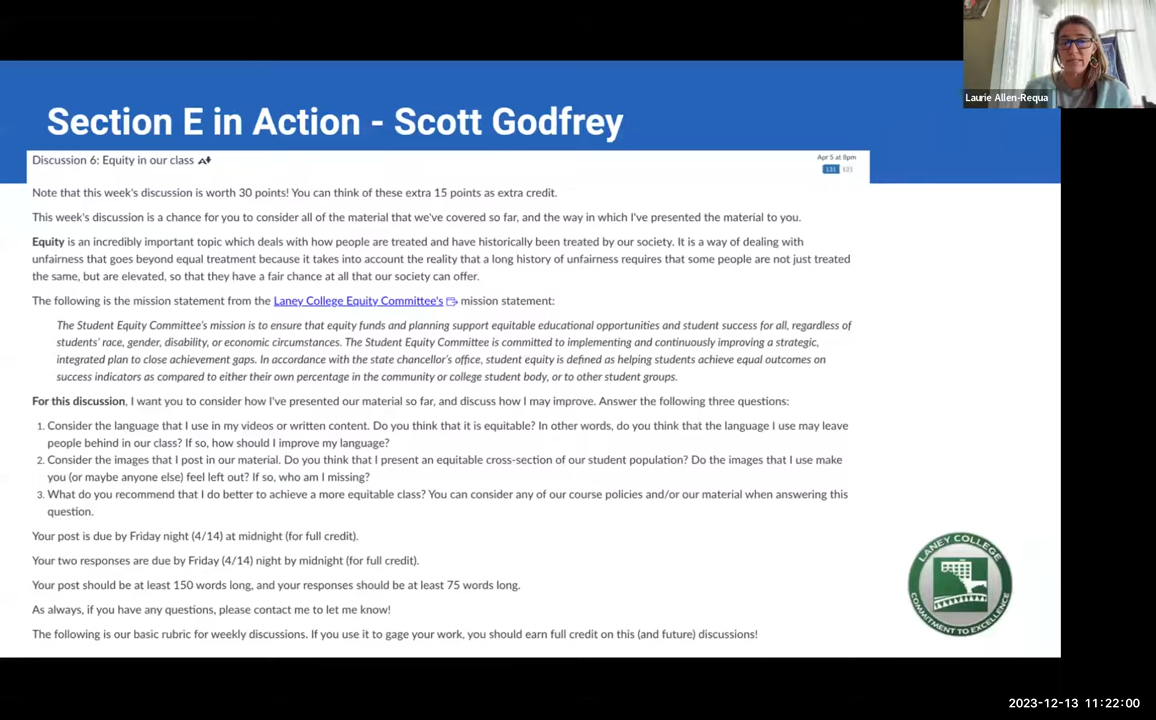 Laurie Allen-Requa
Section E in Action - Scott Godfrey
Discussion 6: Equity in our class
Apr 5 at 8pm
131 121
Note that this week's discussion is worth 30 points! You can think of these extra 15 points as extra credit.
This week's discussion is a chance for you to consider all of the material that we've covered so far, and the way in which I've presented the material to you.
Equity is an incredibly important topic which deals with how people are treated and have historically been treated by our society. It is a way of dealing with
unfairness that goes beyond equal treatment because it takes into account the reality that a long history of unfairness requires that some people are not just treated
the same, but are elevated, so that they have a fair chance at all that our society can offer.
The following is the mission statement from the Laney College Equity Committee's mission statement:
The Student Equity Committee's mission is to ensure that equity funds and planning support equitable educational opportunities and student success for all, regardless of
students' race, gender, disability, or economic circumstances. The Student Equity Committee is committed to implementing and continuously improving a strategic,
integrated plan to close achievement gaps. In accordance with the state chancellor's office, student equity is defined as helping students achieve equal outcomes on
success indicators as compared to either their own percentage in the community or college student body, or to other student groups.
For this discussion, I want you to consider how I've presented our material so far, and discuss how I may improve. Answer the following three questions:
1. Consider the language that I use in my videos or written content. Do you think that it is equitable? In other words, do you think that the language I use may leave
people behind in our class? If so, how should I improve my language?
2. Consider the images that I post in our material. Do you think that I present an equitable cross-section of our student population? Do the images that I use make
you (or maybe anyone else) feel left out? If so, who am I missing?
3. What do you recommend that I do better to achieve a more equitable class? You can consider any of our course policies and/or our material when answering this
question.
Your post is due by Friday night (4/14) at midnight (for full credit).
Your two responses are due by Friday (4/14) night by midnight (for full credit).
Your post should be at least 150 words long, and your responses should be at least 75 words long.
As always, if you have any questions, please contact me to let me know!
The following is our basic rubric for weekly discussions. If you use it to gage your work, you should earn full credit on this (and future) discussions!
LANEY COLLEGE
COMMITMENT TO EXCELLENCE
2023-12-13 11:22:00